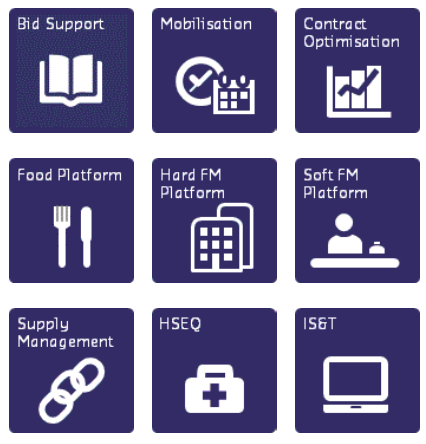 Bid Support
Mobilisation
Contract
Optimisation
Food Platform
Hard FM
Platform
Soft FM
Platform
Supply
Management
HSEQ
IS&T